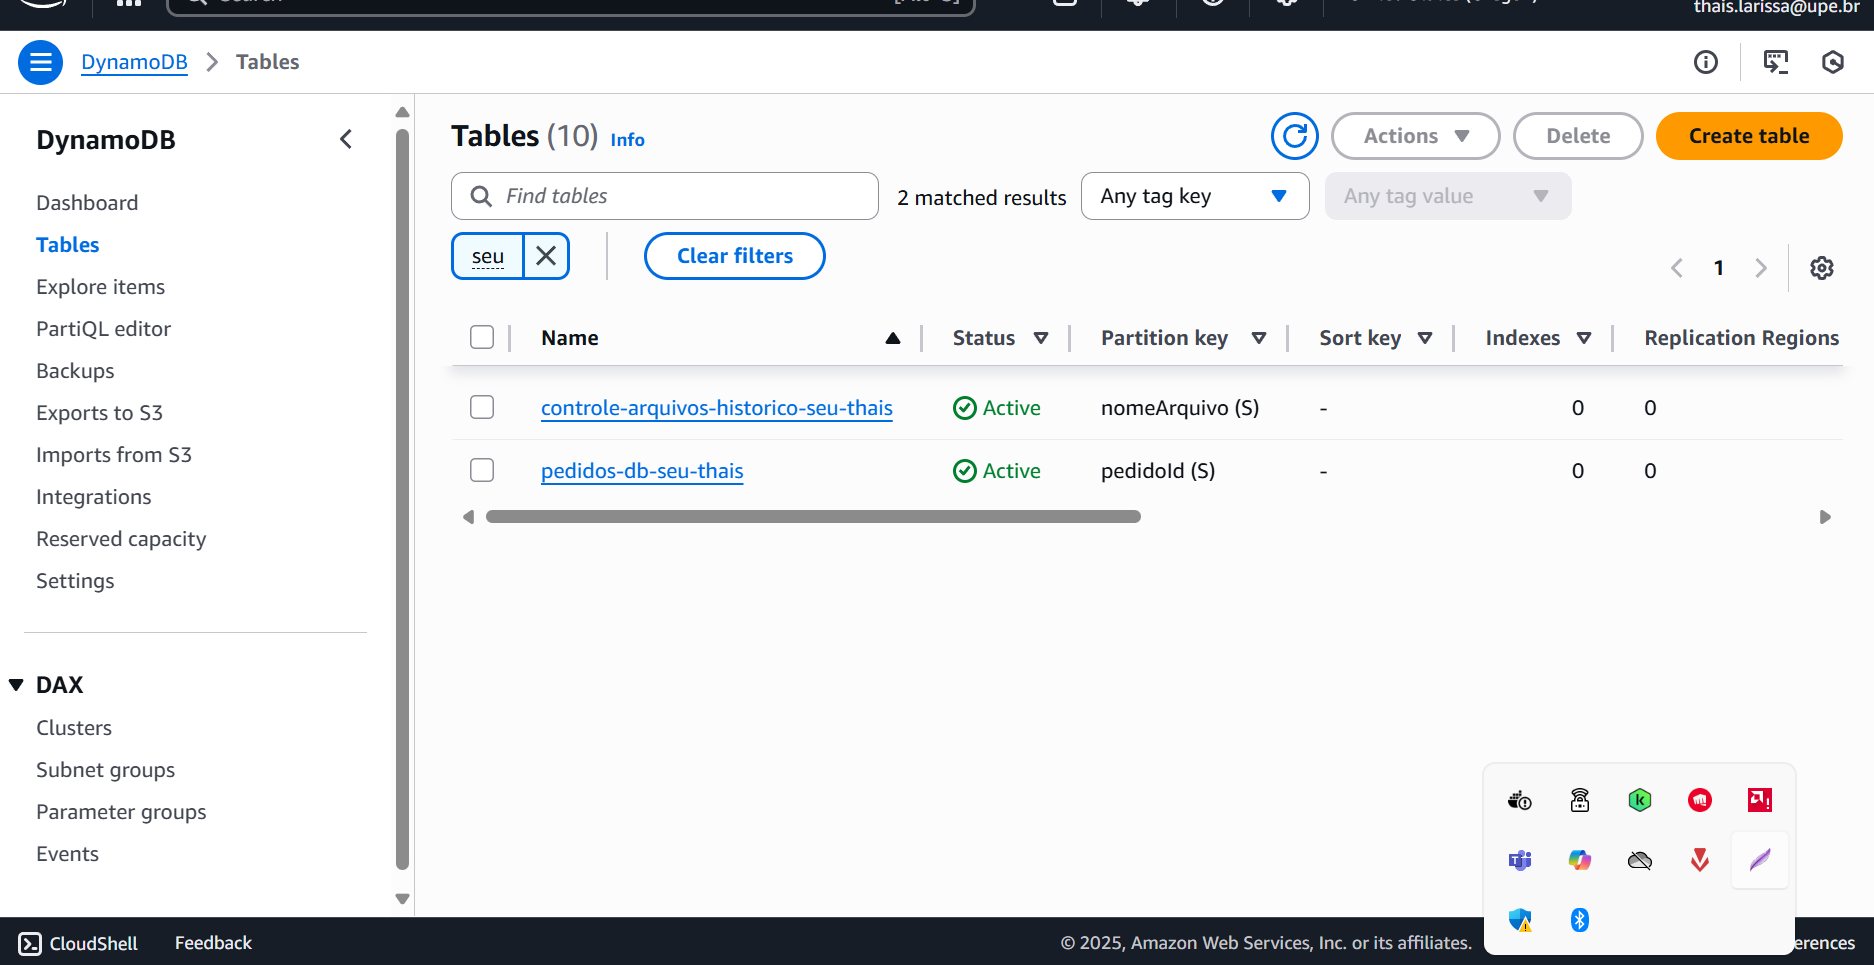 thais.larissa@upe.br
DynamoDB > Tables
DynamoDB
Dashboard
Tables
Explore items
PartiQL editor
Backups
Exports to S3
Imports from S3
Integrations
Reserved capacity
Settings
DAX
Clusters
Subnet groups
Parameter groups
Events
Tables (10) Info
Actions
Delete
Create table
Find tables
2 matched results
Any tag key
Any tag value
seu
Clear filters
1
Name Status Partition key Sort key Indexes Replication Regions
controle-arquivos-historico-seu-thais Active nomeArquivo (S) - 0 0
pedidos-db-seu-thais Active pedidoId (S) - 0 0
CloudShell
Feedback
© 2025, Amazon Web Services, Inc. or its affiliates.
erences